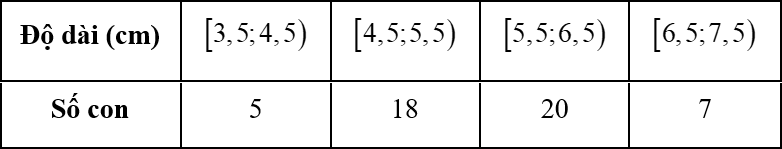 Độ dài (cm) [3,5;4,5) [4,5;5,5) [5,5;6,5) [6,5;7,5)
Số con 5 18 20 7